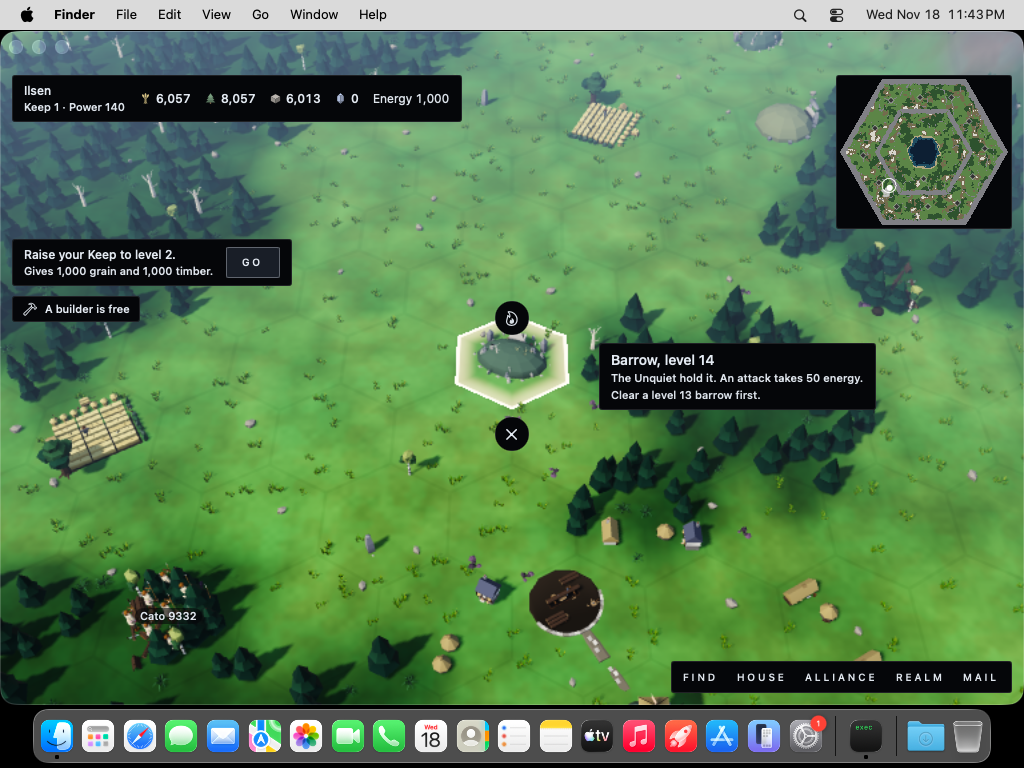 Finder File Edit View Go Window Help Wed Nov 18 11:43 PM
Ilsen
Keep 1 · Power 140
6,057 8,057 6,013 0 Energy 1,000
Raise your Keep to level 2.
Gives 1,000 grain and 1,000 timber.
GO
A builder is free
Barrow, level 14
The Unquiet hold it. An attack takes 50 energy.
Clear a level 13 barrow first.
Cato 9332
FIND HOUSE ALLIANCE REALM MAIL
Wed
18
tv
1
exec